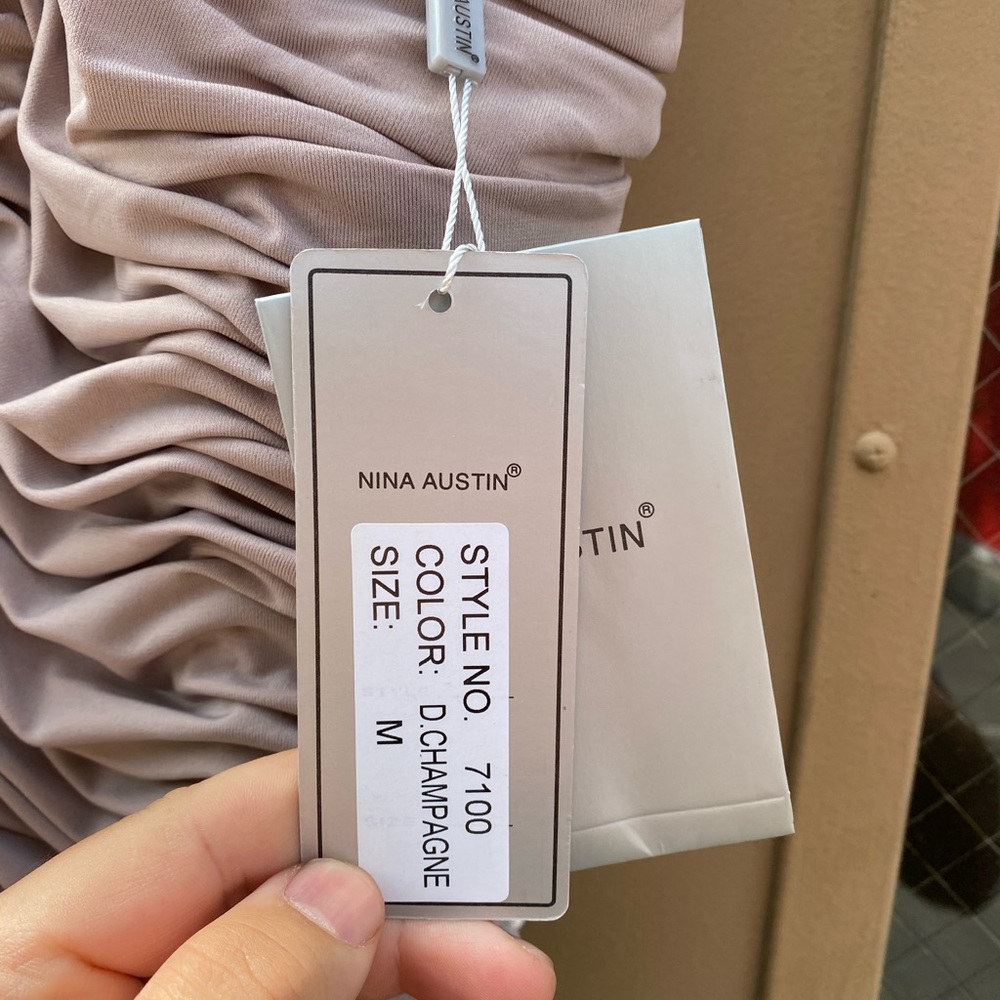 AUSTIN®
NINA AUSTIN®
STIN®
STYLE NO. 7100
COLOR: D.CHAMPAGNE
SIZE: M